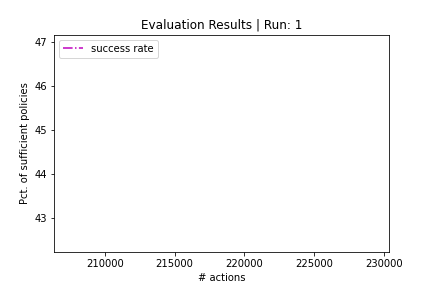 Evaluation Results | Run: 1
success rate
Pct. of sufficient policies
47
46
45
44
43
210000 215000 220000 225000 230000
# actions